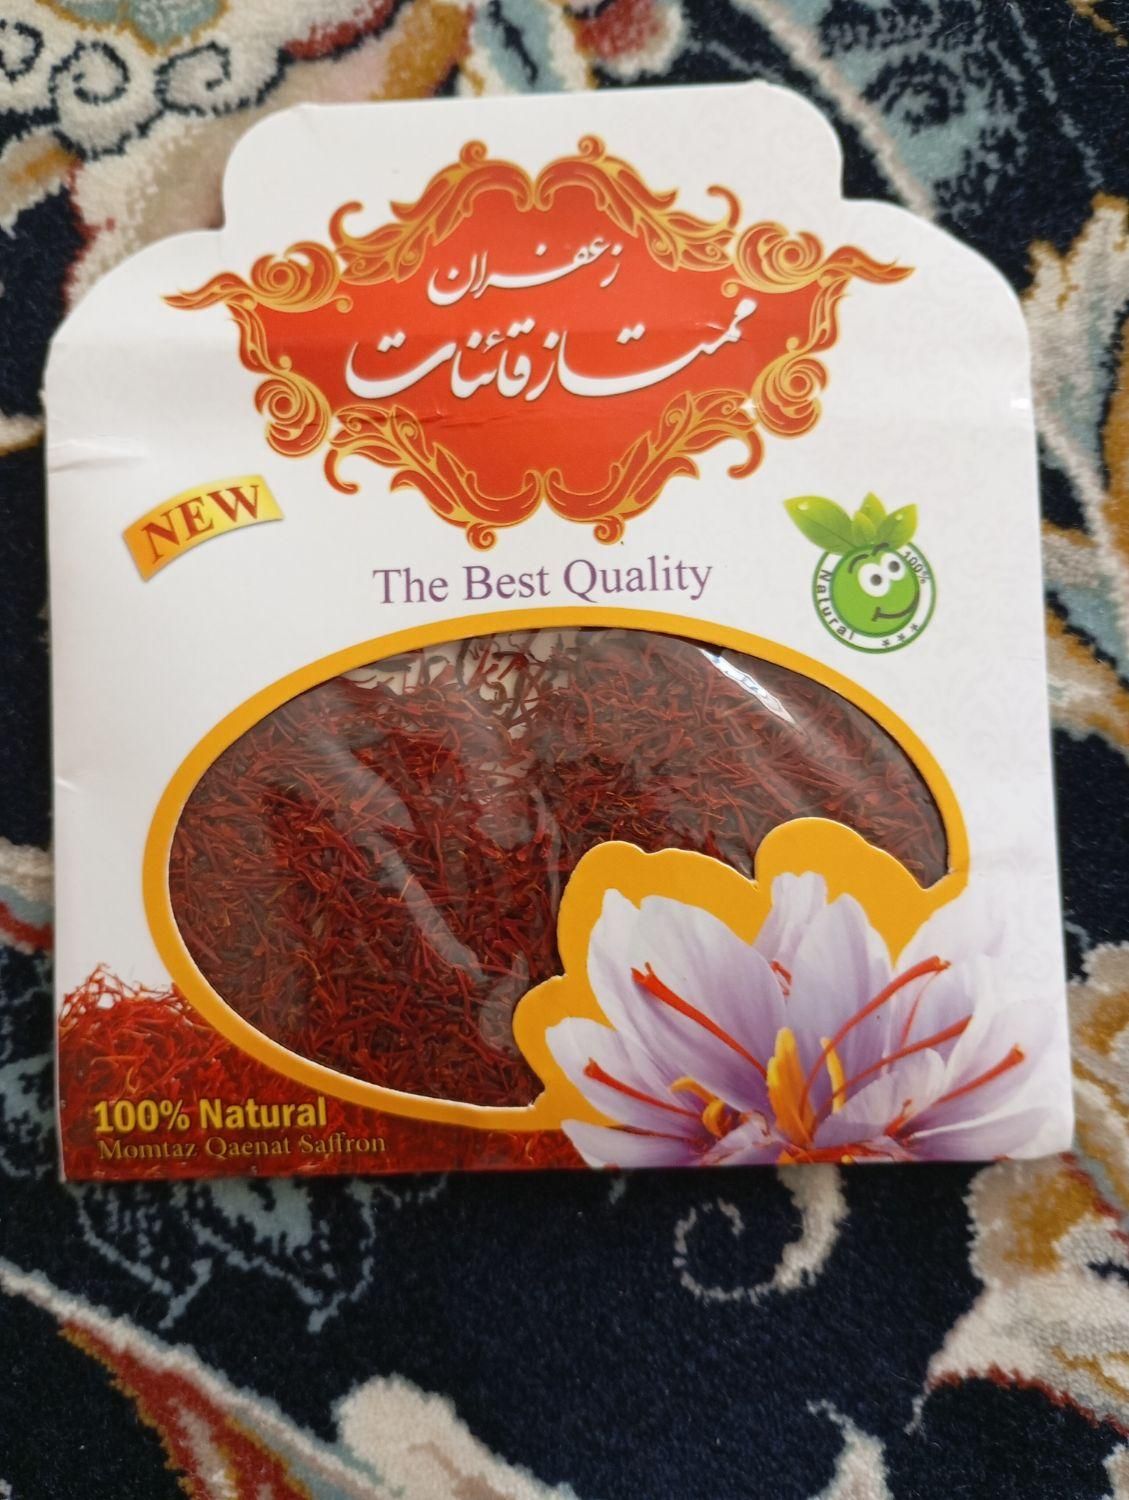 زعفران
ممتاز قائنات
NEW
The Best Quality
100% Natural
100% Natural
Momtaz Qaenat Saffron